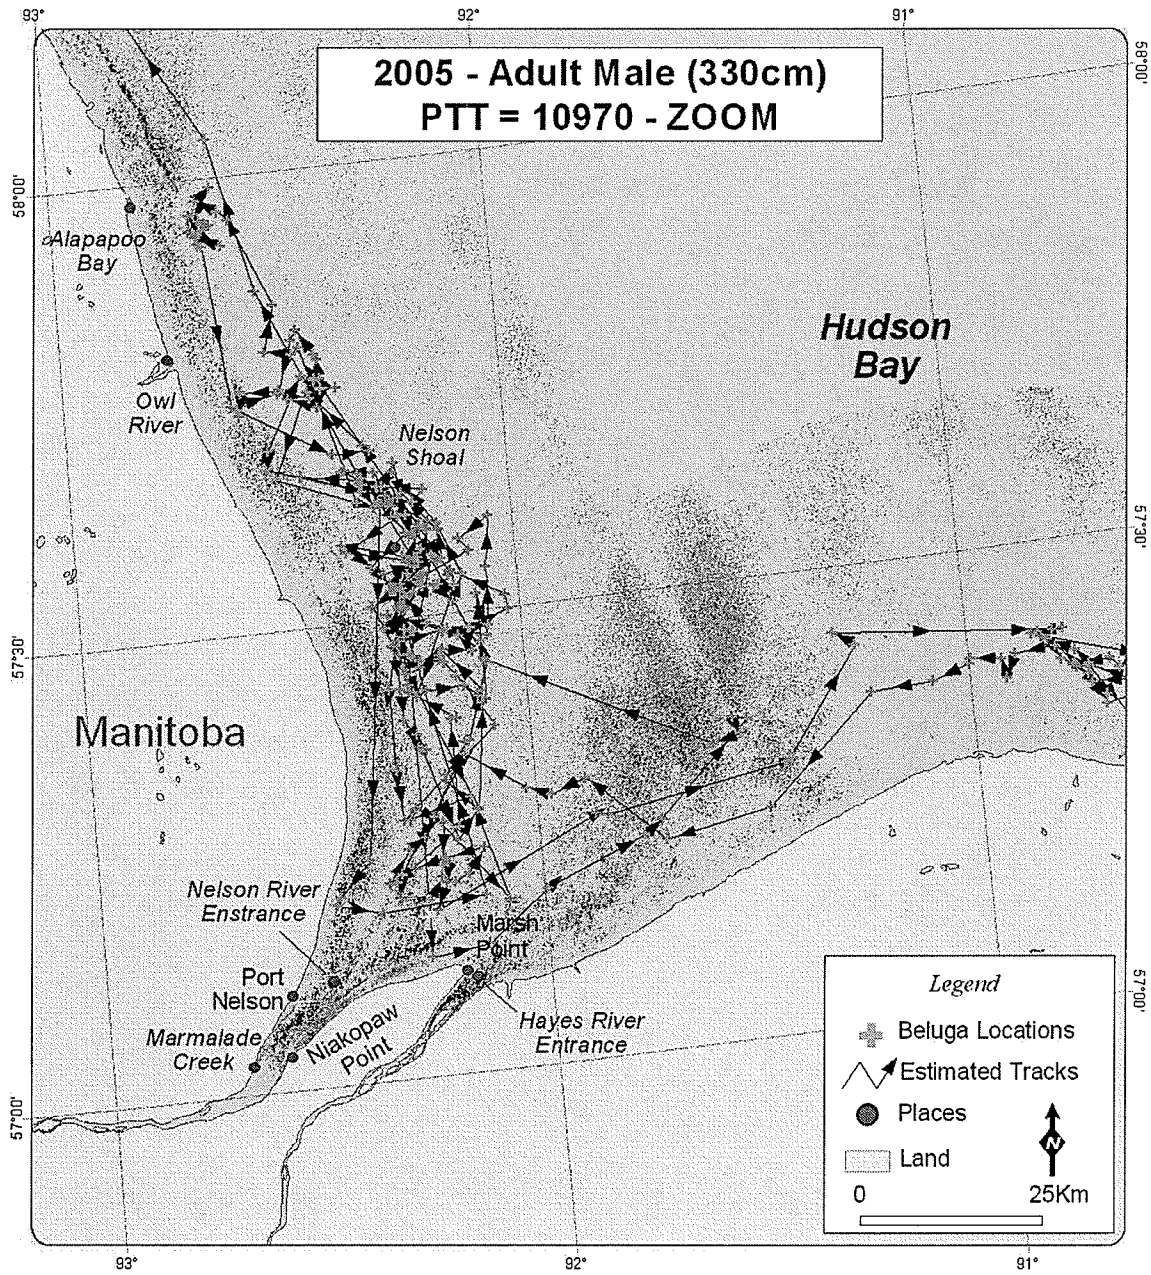 93°
92°
91°
2005 - Adult Male (330cm)
PTT = 10970 - ZOOM
58°00'
58°00'
Alapapoo
Bay
Hudson
Bay
Owl
River
Nelson
Shoal
57°30'
57°30'
Manitoba
Nelson River
Enstrance
Marsh
Point
Port
Nelson
Marmalade
Creek
Niakopaw
Point
Hayes River
Entrance
57°00'
57°00'
Legend
Beluga Locations
Estimated Tracks
Places
Land
N
0 25Km
93°
92°
91°